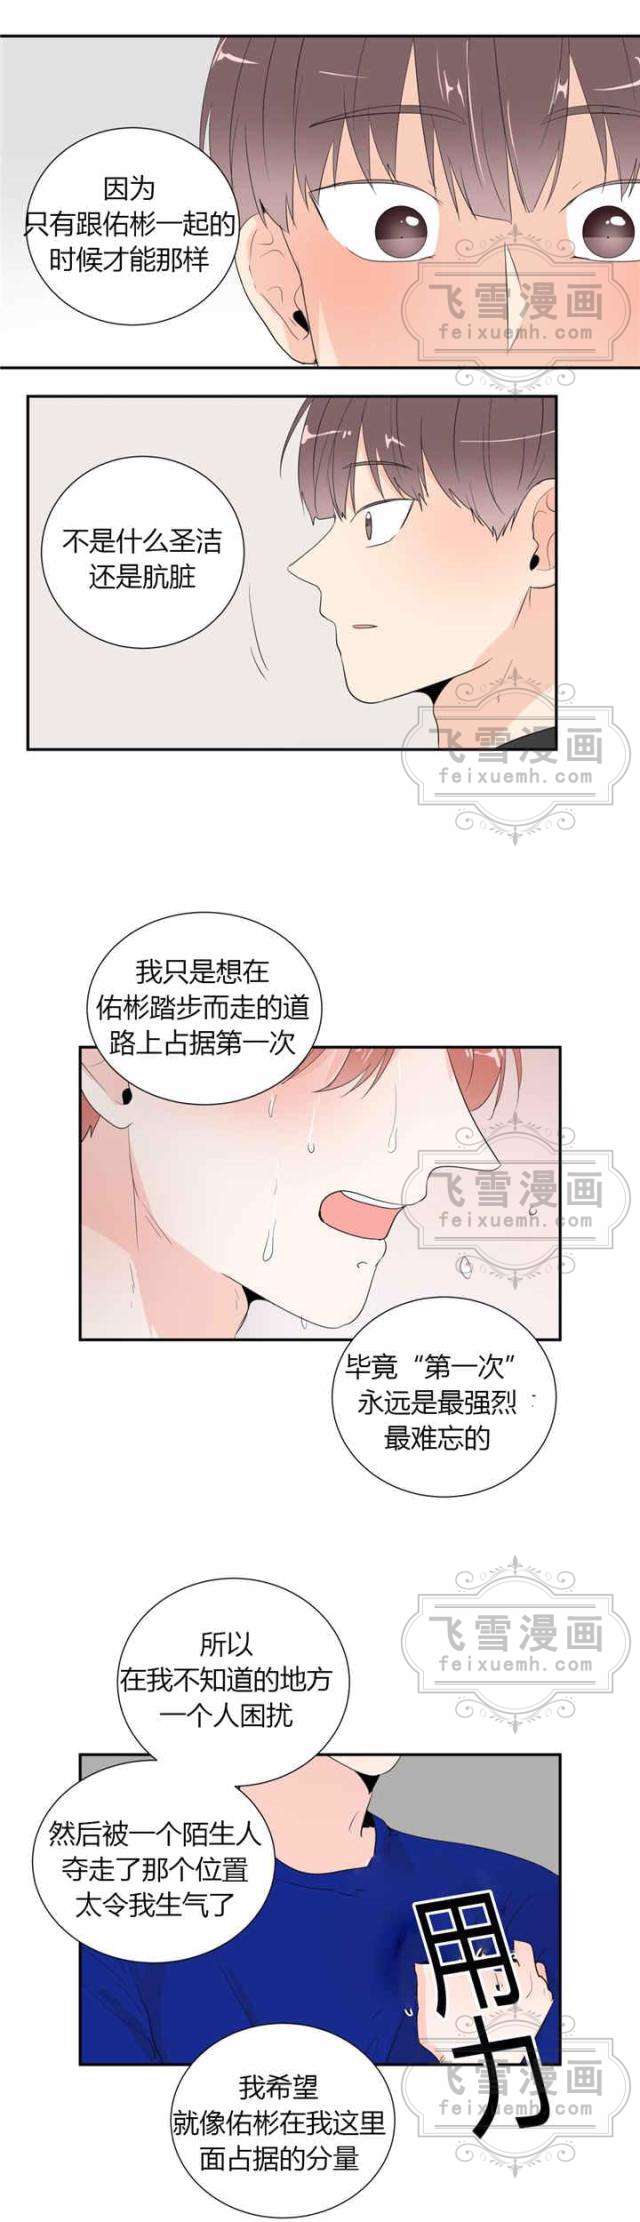 因为
只有跟佑彬一起的
时候才能那样
飞雪漫画
feixuemh.com
不是什么圣洁
还是肮脏
飞雪漫画
feixuemh.com
我只是想在
佑彬踏步而走的道
路上占据第一次
飞雪漫画
feixuemh.com
毕竟“第一次”
永远是最强烈
最难忘的
飞雪漫画
feixuemh.com
所以
在我不知道的地方
一个人困扰
然后被一个陌生人
夺走了那个位置
太令我生气了
用力
飞雪漫画
feixuemh.com
我希望
就像佑彬在我这里
面占据的分量